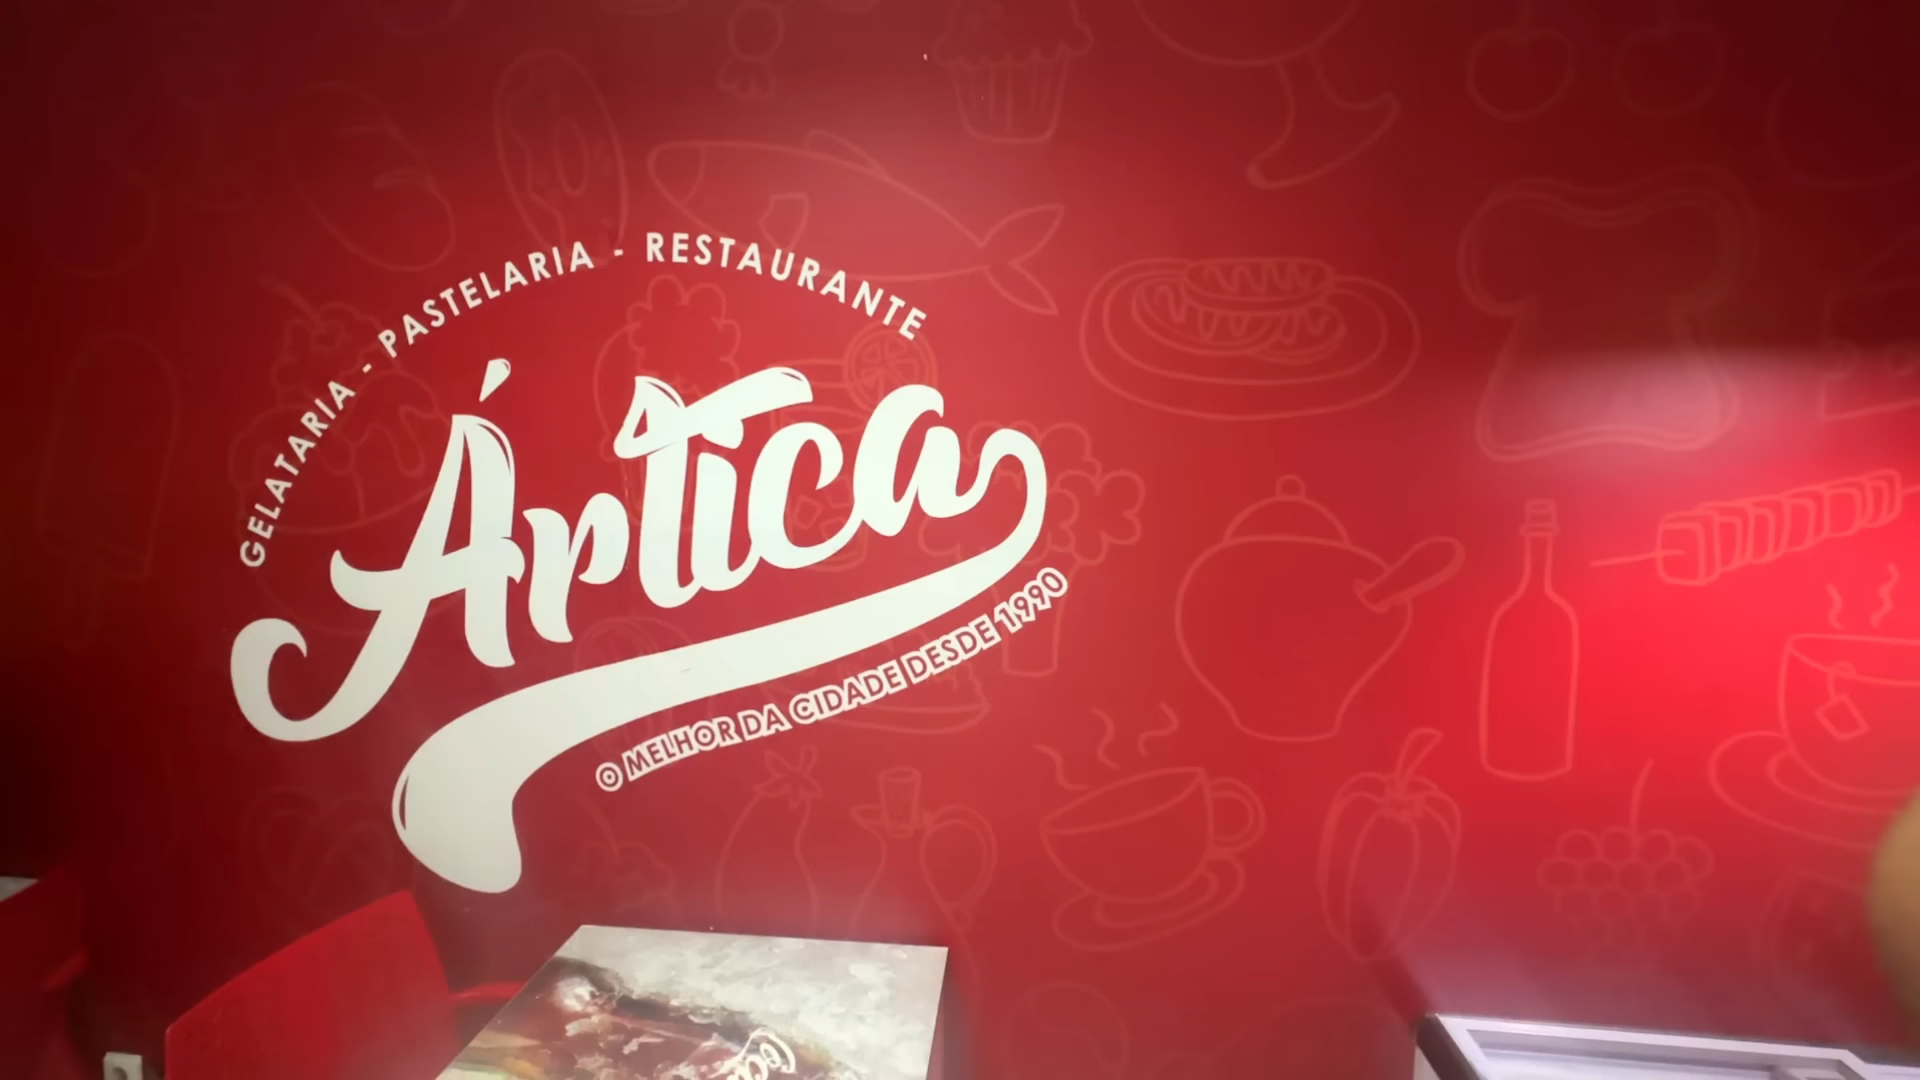 GELATARIA - PASTELARIA - RESTAURANTE
Ártica
O MELHOR DA CIDADE DESDE 1990